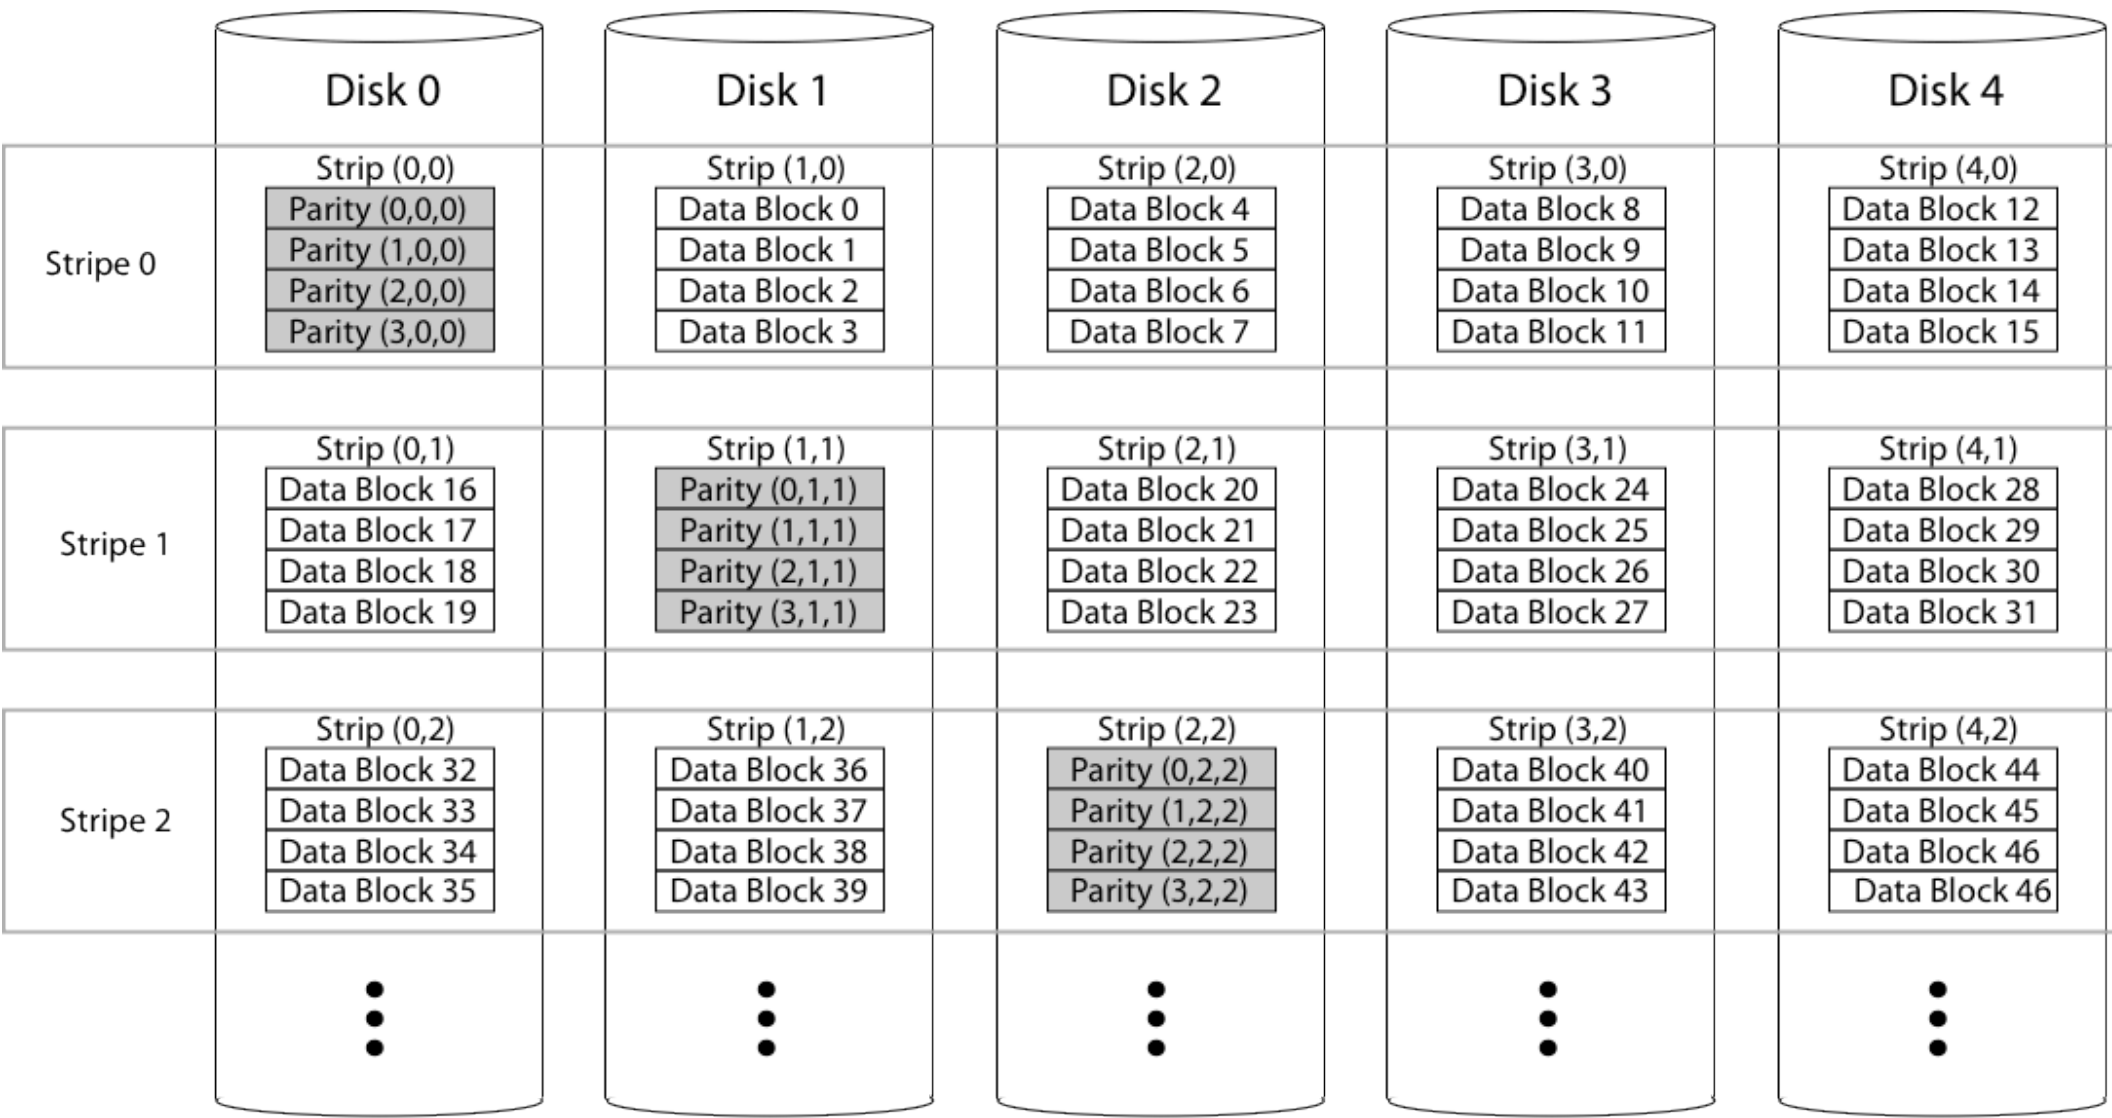 Disk 0 Disk 1 Disk 2 Disk 3 Disk 4
Strip (0,0) Strip (1,0) Strip (2,0) Strip (3,0) Strip (4,0)
Parity (0,0,0) Data Block 0 Data Block 4 Data Block 8 Data Block 12
Parity (1,0,0) Data Block 1 Data Block 5 Data Block 9 Data Block 13
Stripe 0
Parity (2,0,0) Data Block 2 Data Block 6 Data Block 10 Data Block 14
Parity (3,0,0) Data Block 3 Data Block 7 Data Block 11 Data Block 15
Strip (0,1) Strip (1,1) Strip (2,1) Strip (3,1) Strip (4,1)
Data Block 16 Parity (0,1,1) Data Block 20 Data Block 24 Data Block 28
Data Block 17 Parity (1,1,1) Data Block 21 Data Block 25 Data Block 29
Stripe 1
Data Block 18 Parity (2,1,1) Data Block 22 Data Block 26 Data Block 30
Data Block 19 Parity (3,1,1) Data Block 23 Data Block 27 Data Block 31
Strip (0,2) Strip (1,2) Strip (2,2) Strip (3,2) Strip (4,2)
Data Block 32 Data Block 36 Parity (0,2,2) Data Block 40 Data Block 44
Data Block 33 Data Block 37 Parity (1,2,2) Data Block 41 Data Block 45
Stripe 2
Data Block 34 Data Block 38 Parity (2,2,2) Data Block 42 Data Block 46
Data Block 35 Data Block 39 Parity (3,2,2) Data Block 43 Data Block 46